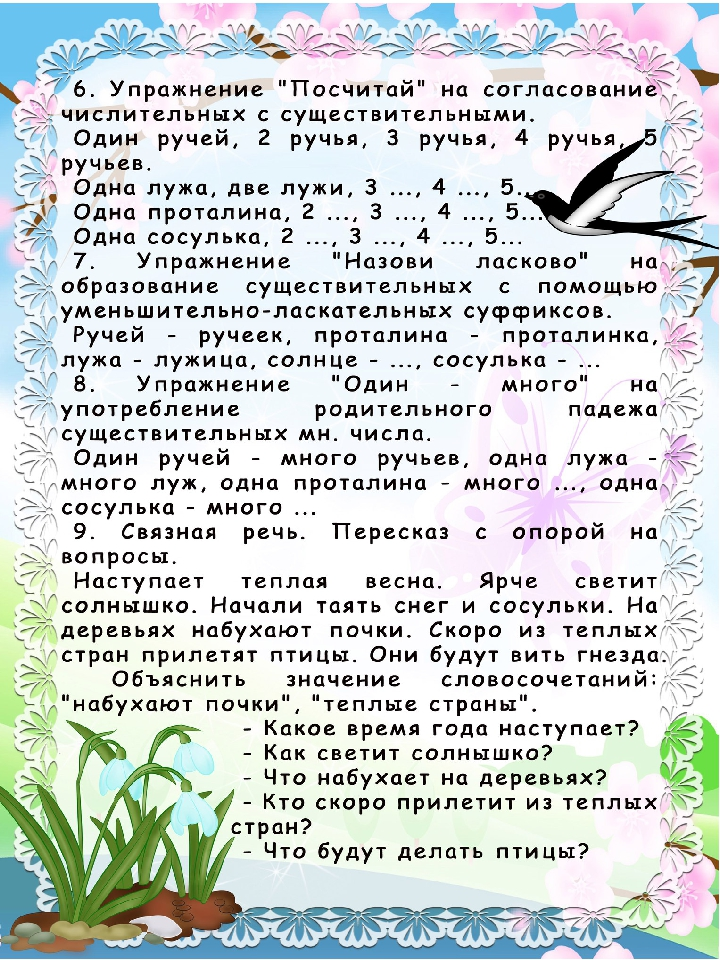 6. Упражнение "Посчитай" на согласование
числительных с существительными.
Один ручей, 2 ручья, 3 ручья, 4 ручья, 5
ручьев.
Одна лужа, две лужи, 3 ..., 4 ..., 5...
Одна проталина, 2 ..., 3 ..., 4 ..., 5...
Одна сосулька, 2 ..., 3 ..., 4 ..., 5...
7. Упражнение "Назови ласково" на
образование существительных с помощью
уменьшительно-ласкательных суффиксов.
Ручей - ручеек, проталина - проталинка,
лужа - лужица, солнце - ..., сосулька - ...
8. Упражнение "Один - много" на
употребление родительного падежа
существительных мн. числа.
Один ручей - много ручьев, одна лужа -
много луж, одна проталина - много ..., одна
сосулька - много ...
9. Связная речь. Пересказ с опорой на
вопросы.
Наступает теплая весна. Ярче светит
солнышко. Начали таять снег и сосульки. На
деревьях набухают почки. Скоро из теплых
стран прилетят птицы. Они будут вить гнезда.
Объяснить значение словосочетаний:
"набухают почки", "теплые страны".
- Какое время года наступает?
- Как светит солнышко?
- Что набухает на деревьях?
- Кто скоро прилетит из теплых
стран?
- Что будут делать птицы?